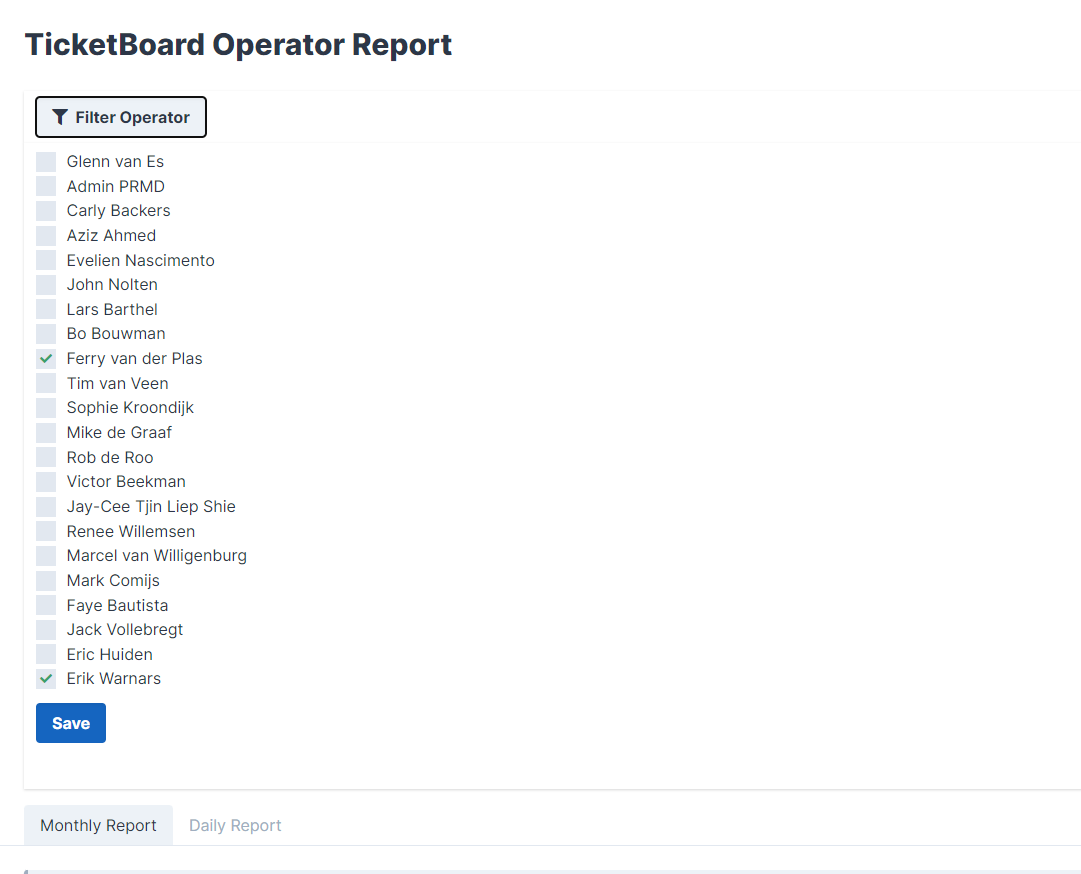 TicketBoard Operator Report
Filter Operator
Glenn van Es
Admin PRMD
Carly Backers
Aziz Ahmed
Evelien Nascimento
John Nolten
Lars Barthel
Bo Bouwman
Ferry van der Plas
Tim van Veen
Sophie Kroondijk
Mike de Graaf
Rob de Roo
Victor Beekman
Jay-Cee Tjin Liep Shie
Renee Willemsen
Marcel van Willigenburg
Mark Comijs
Faye Bautista
Jack Vollebregt
Eric Huiden
Erik Warnars
Save
Monthly Report Daily Report